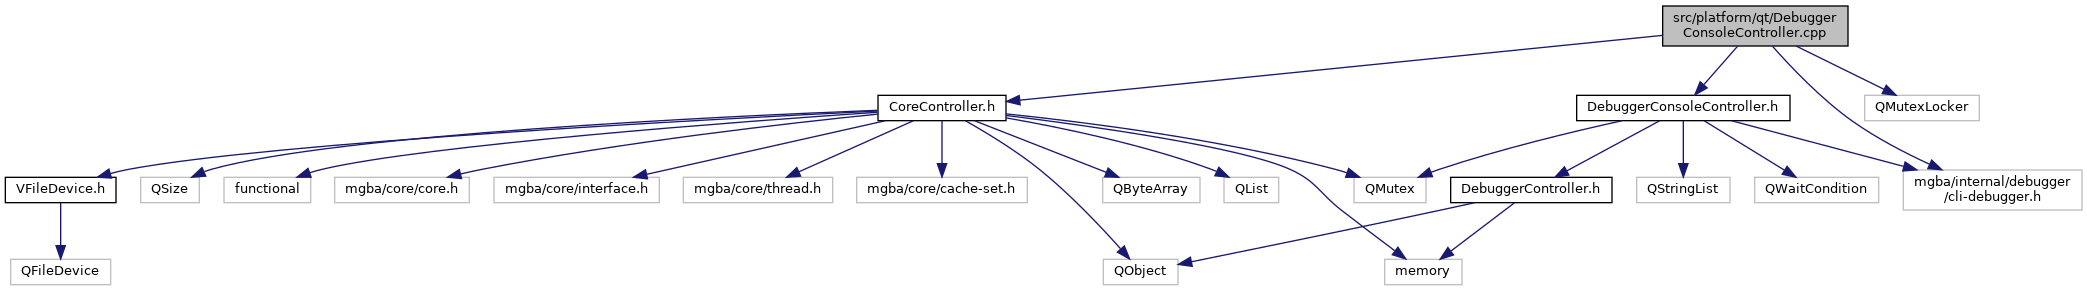 src/platform/qt/Debugger
ConsoleController.cpp
CoreController.h
DebuggerConsoleController.h
QMutexLocker
VFileDevice.h
QSize
functional
mgba/core/core.h
mgba/core/interface.h
mgba/core/thread.h
mgba/core/cache-set.h
QByteArray
QList
QMutex
DebuggerController.h
QStringList
QWaitCondition
mgba/internal/debugger
/cli-debugger.h
QFileDevice
QObject
memory